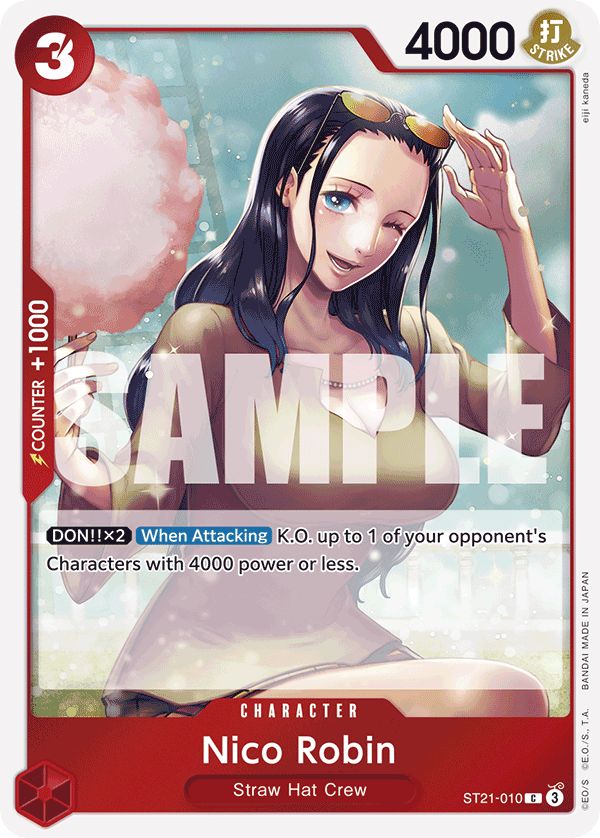 3
4000
打
STRIKE
eiji kaneda
COUNTER +1000
SAMPLE
DON!!×2 When Attacking K.O. up to 1 of your opponent's
Characters with 4000 power or less.
CHARACTER
Nico Robin
Straw Hat Crew
ST21-010 C 3
©EO/S ©E.O./S., T.A. BANDAI MADE IN JAPAN